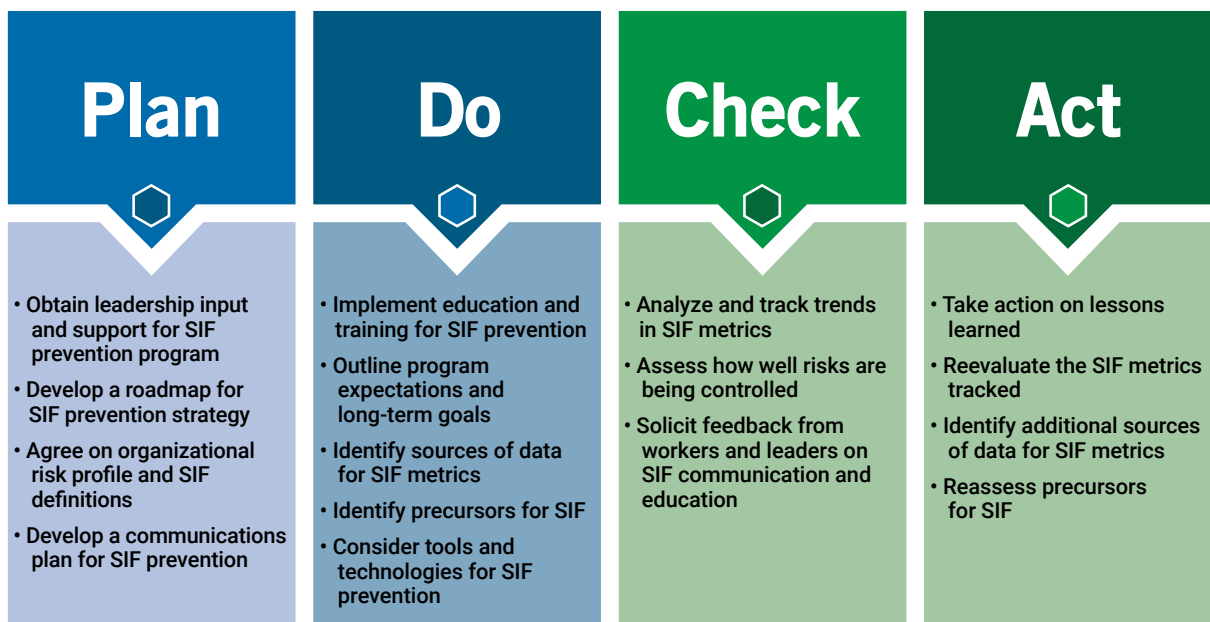 Plan
• Obtain leadership input
and support for SIF
prevention program
• Develop a roadmap for
SIF prevention strategy
• Agree on organizational
risk profile and SIF
definitions
• Develop a communications
plan for SIF prevention
Do
• Implement education and
training for SIF prevention
• Outline program
expectations and
long-term goals
• Identify sources of data
for SIF metrics
• Identify precursors for SIF
• Consider tools and
technologies for SIF
prevention
Check
• Analyze and track trends
in SIF metrics
• Assess how well risks are
being controlled
• Solicit feedback from
workers and leaders on
SIF communication and
education
Act
• Take action on lessons
learned
• Reevaluate the SIF metrics
tracked
• Identify additional sources
of data for SIF metrics
• Reassess precursors
for SIF